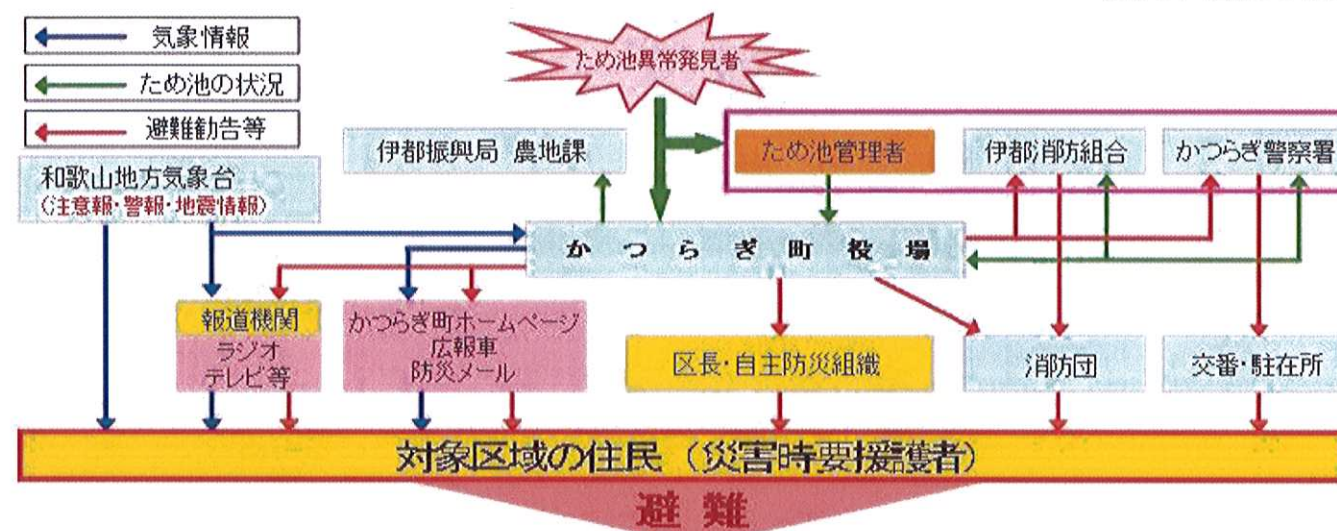 気象情報
ため池の状況
避難勧告等
ため池異常発見者
伊都振興局 農地課
ため池管理者
伊都消防組合
かつらぎ警察署
和歌山地方気象台
(注意報・警報・地震情報)
かつらぎ町役場
報道機関
ラジオ
テレビ等
かつらぎ町ホームページ
広報車
防災メール
区長・自主防災組織
消防団
交番・駐在所
対象区域の住民（災害時要援護者）
避難